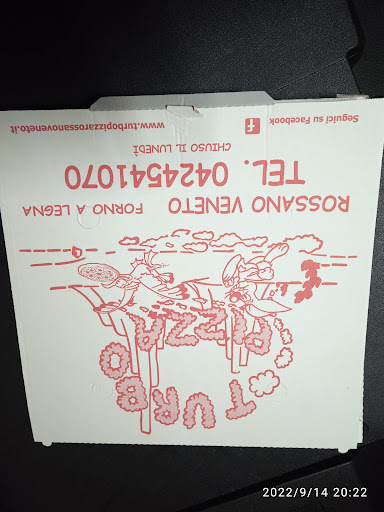 TURBO
PIZZA
ROSSANO VENETO FORNO A LEGNA
TEL. 0424541070
CHIUSO IL LUNEDÌ
Seguici su Facebook f www.turbopizzarossanoveneto.it
2022/9/14 20:22